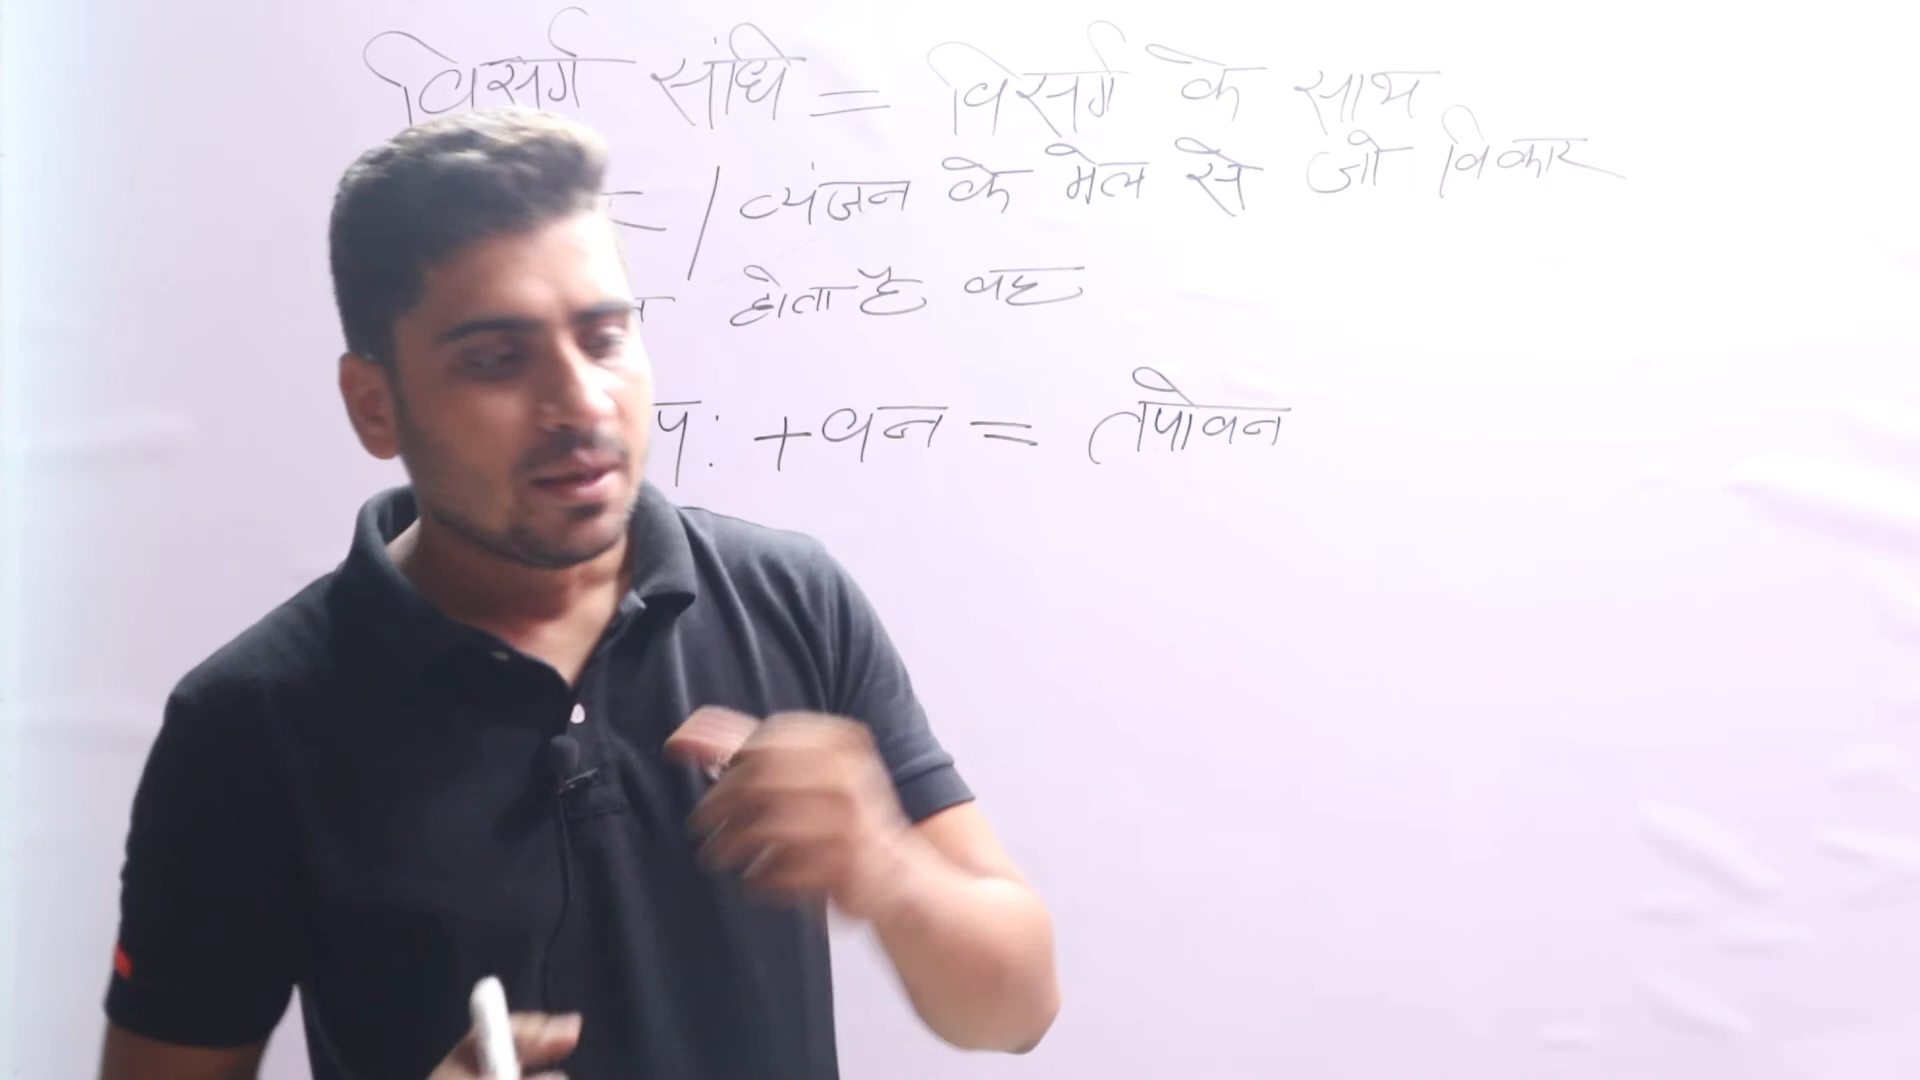 विसर्ग संधि = विसर्ग के साथ
/ व्यंजन के मेल से जो विकार
होता है वह
पः + वन = तपोवन